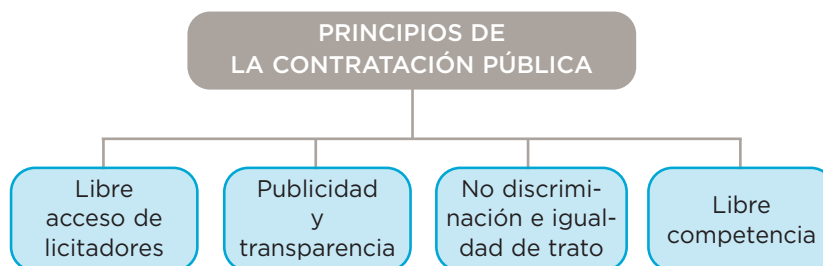 PRINCIPIOS DE
LA CONTRATACIÓN PÚBLICA
Libre
acceso de
licitadores
Publicidad
y
transparencia
No discrimi-
nación e igual-
dad de trato
Libre
competencia